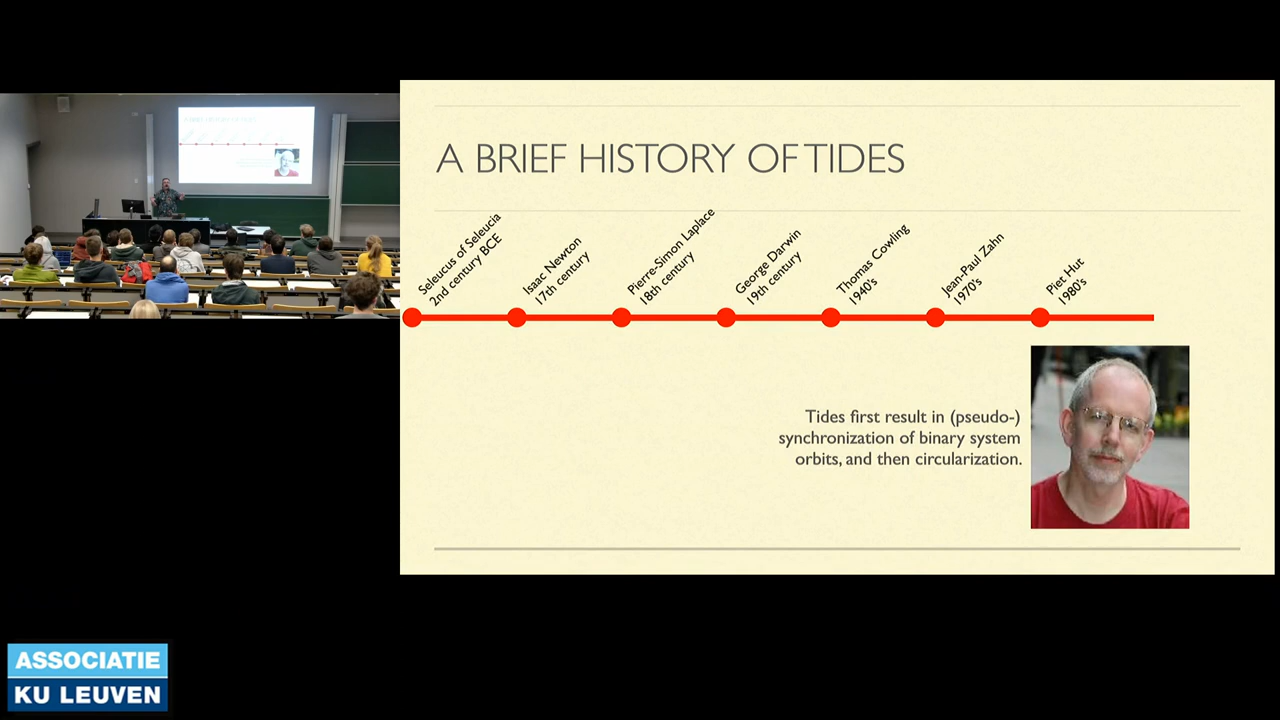 A BRIEF HISTORY OF TIDES
Seleucus of Seleucia
2nd century BCE
Isaac Newton
17th century
Pierre-Simon Laplace
18th century
George Darwin
19th century
Thomas Cowling
1940's
Jean-Paul Zahn
1970's
Piet Hut
1980's
Tides first result in (pseudo-)
synchronization of binary system
orbits, and then circularization.
ASSOCIATIE
KU LEUVEN